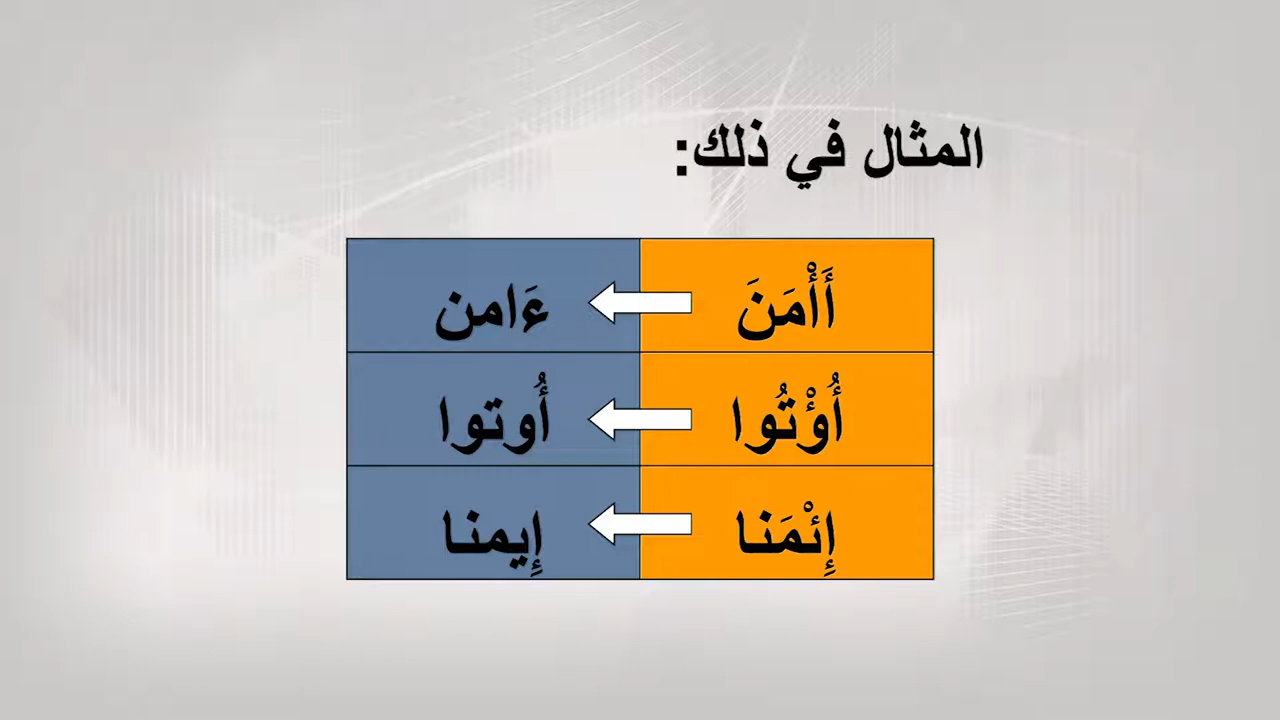 المثال في ذلك:
أَأْمَنَ ءَامن
أُوْتُوا أُوتوا
إِئْمَنا إِيمنا